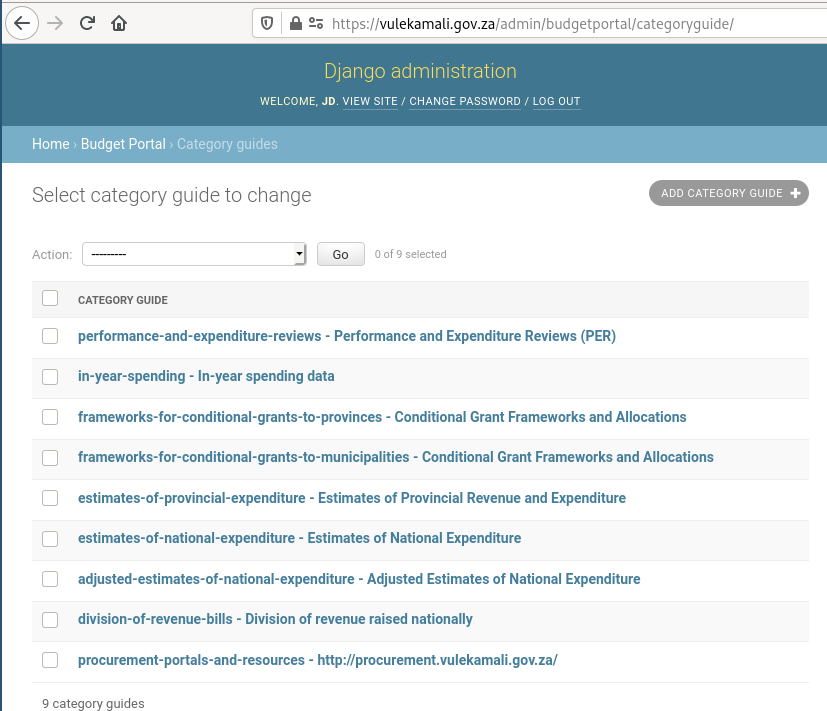 https://vulekamali.gov.za/admin/budgetportal/categoryguide/
Django administration
WELCOME, JD. VIEW SITE / CHANGE PASSWORD / LOG OUT
Home › Budget Portal › Category guides
Select category guide to change
ADD CATEGORY GUIDE +
Action: --------- Go 0 of 9 selected
CATEGORY GUIDE
performance-and-expenditure-reviews - Performance and Expenditure Reviews (PER)
in-year-spending - In-year spending data
frameworks-for-conditional-grants-to-provinces - Conditional Grant Frameworks and Allocations
frameworks-for-conditional-grants-to-municipalities - Conditional Grant Frameworks and Allocations
estimates-of-provincial-expenditure - Estimates of Provincial Revenue and Expenditure
estimates-of-national-expenditure - Estimates of National Expenditure
adjusted-estimates-of-national-expenditure - Adjusted Estimates of National Expenditure
division-of-revenue-bills - Division of revenue raised nationally
procurement-portals-and-resources - http://procurement.vulekamali.gov.za/
9 category guides